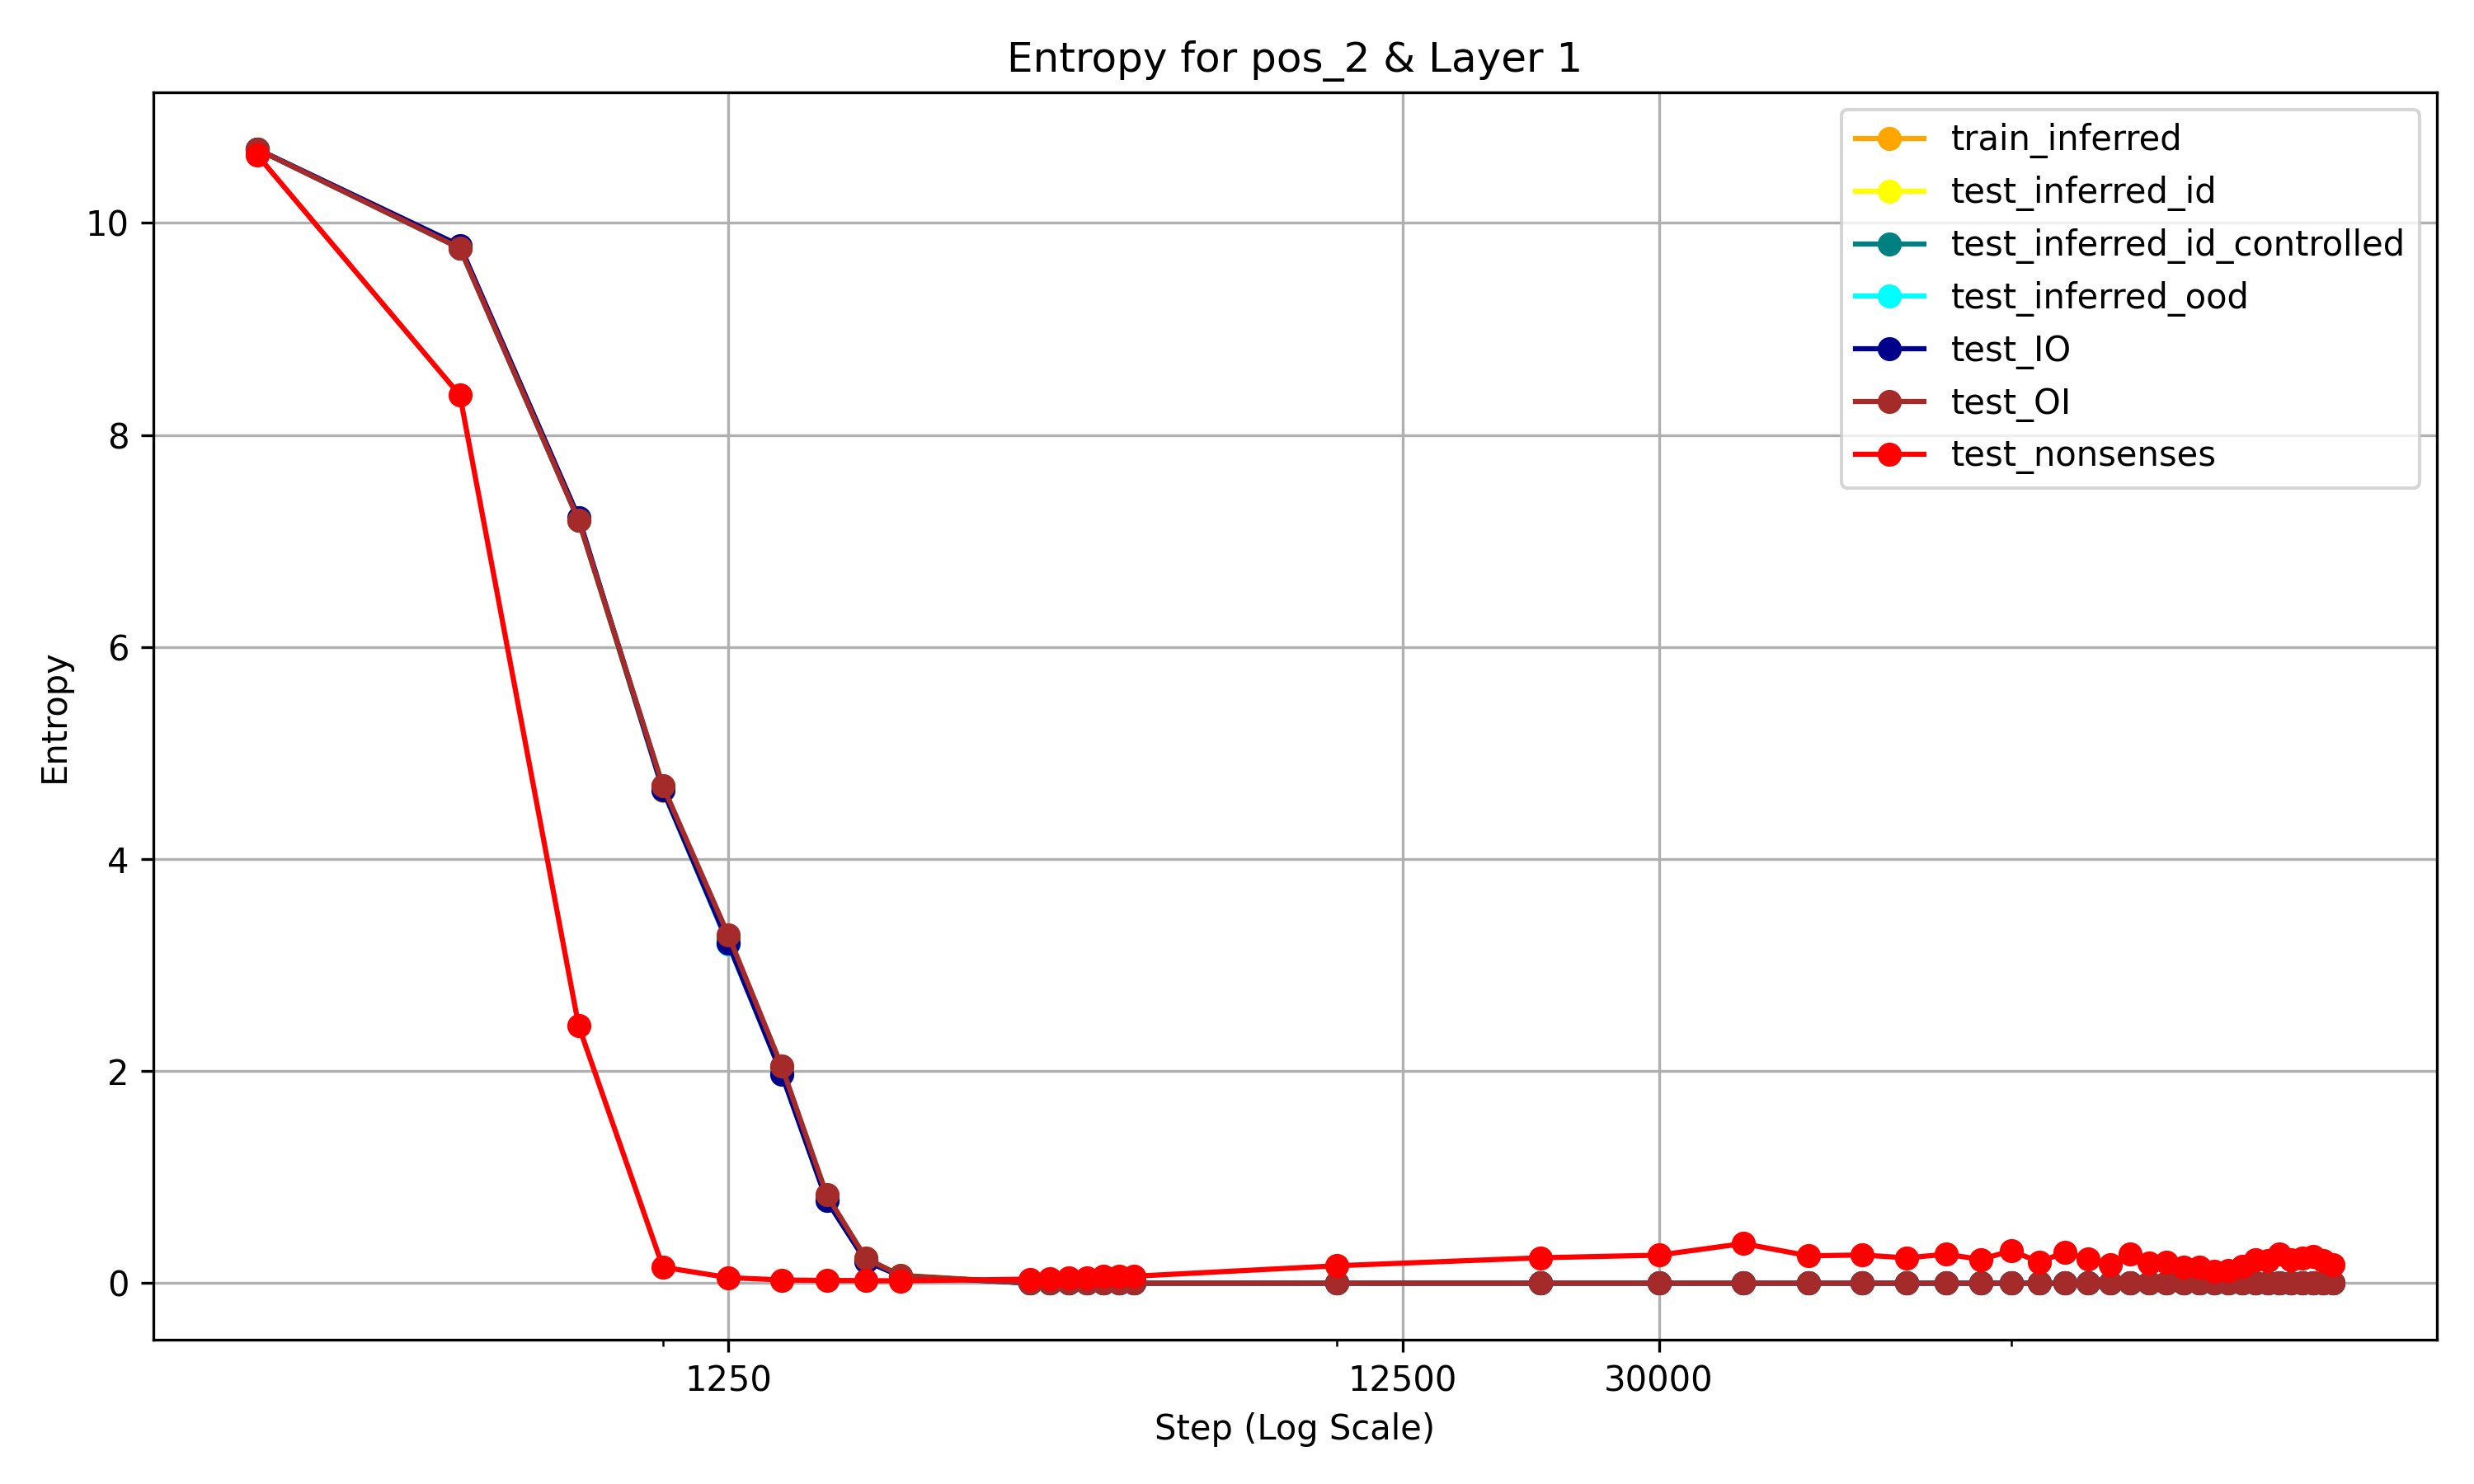 Entropy for pos_2 & Layer 1
train_inferred
test_inferred_id
test_inferred_id_controlled
test_inferred_ood
test_IO
test_OI
test_nonsenses
Entropy
10
8
6
4
2
0
1250
12500
30000
Step (Log Scale)